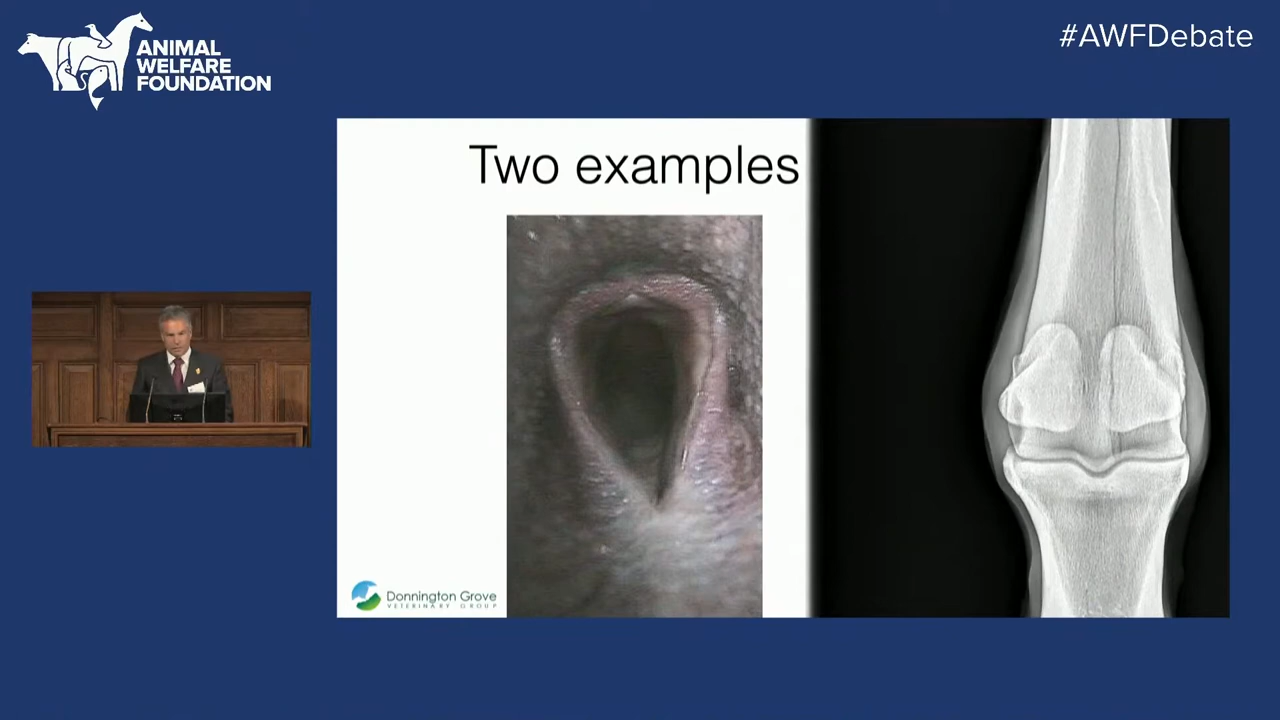 ANIMAL
WELFARE
FOUNDATION
#AWFDebate
Two examples
Donnington Grove
VETERINARY GROUP